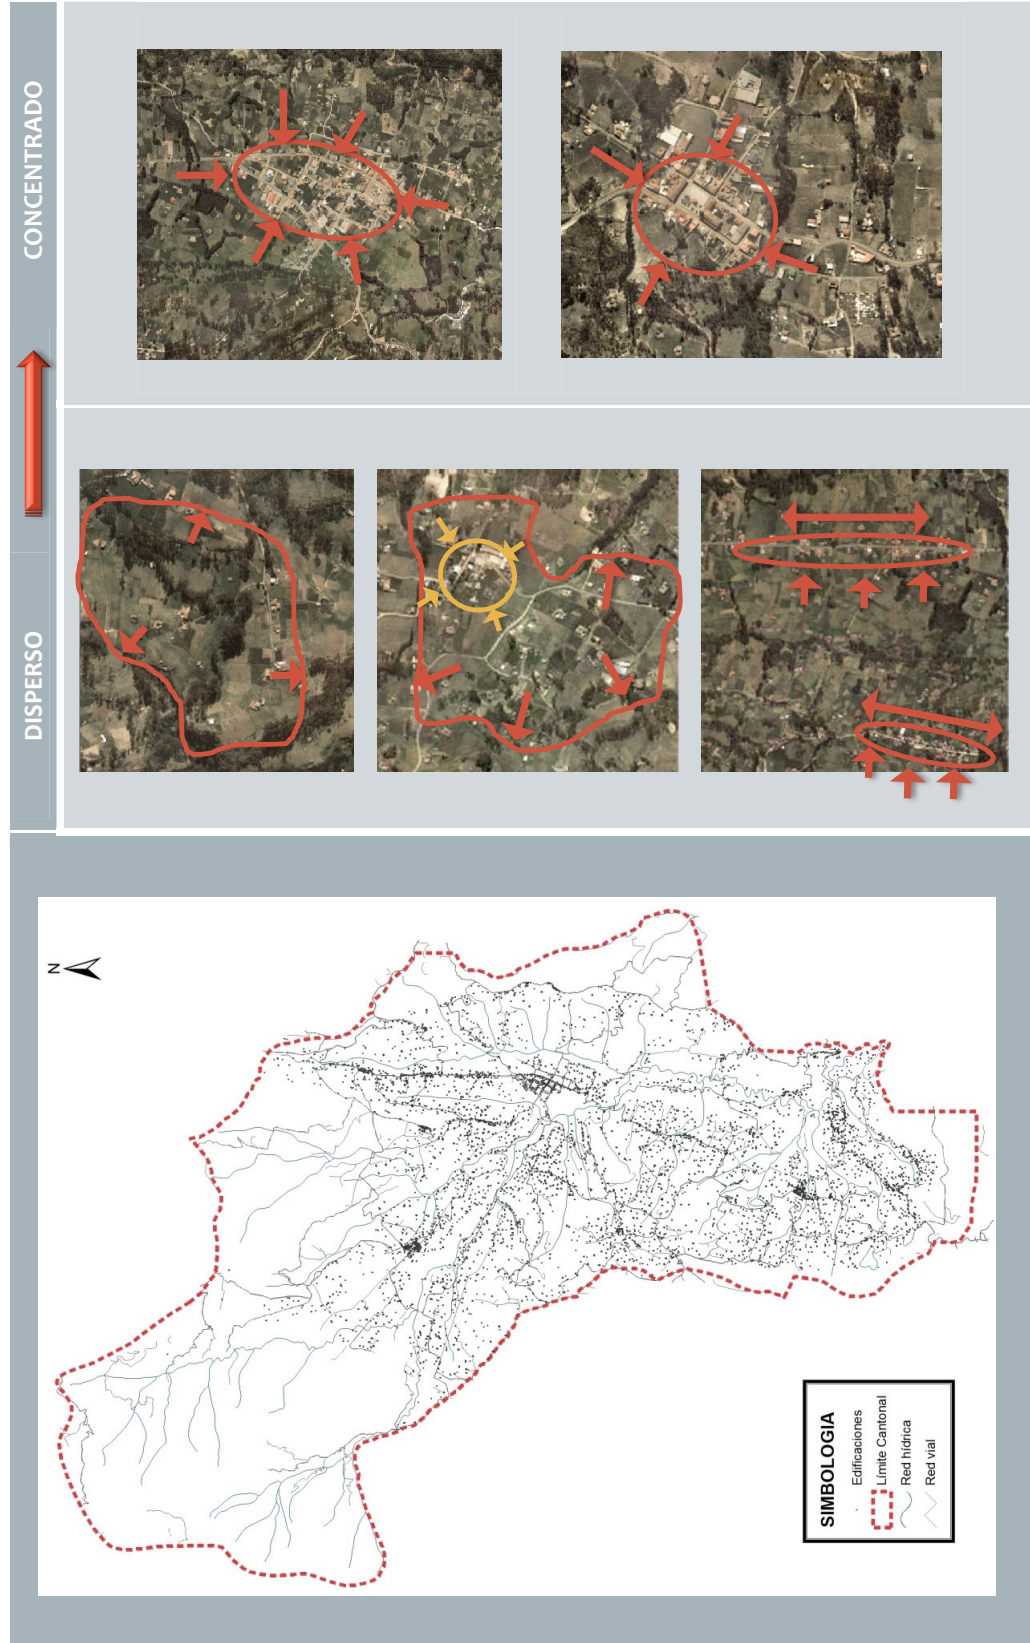 CONCENTRADO
DISPERSO
N
SIMBOLOGIA
Edificaciones
Límite Cantonal
Red hídrica
Red vial